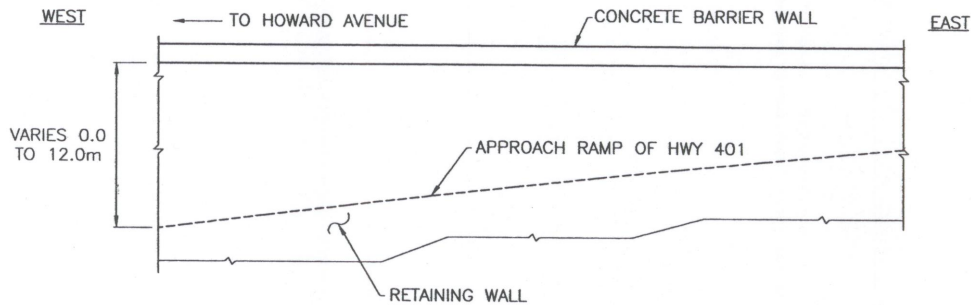 WEST
TO HOWARD AVENUE
CONCRETE BARRIER WALL
EAST
VARIES 0.0
TO 12.0m
APPROACH RAMP OF HWY 401
RETAINING WALL